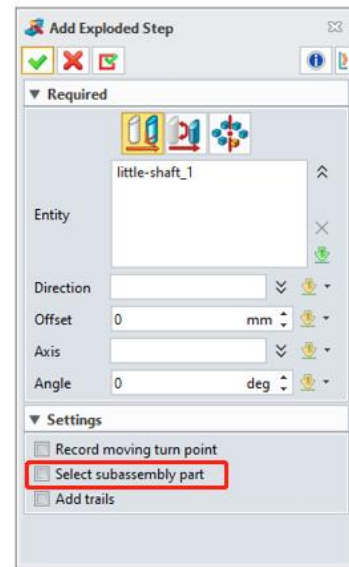 Add Exploded Step
Required
little-shaft_1
Entity
Direction
Offset 0 mm
Axis
Angle 0 deg
Settings
Record moving turn point
Select subassembly part
Add trails